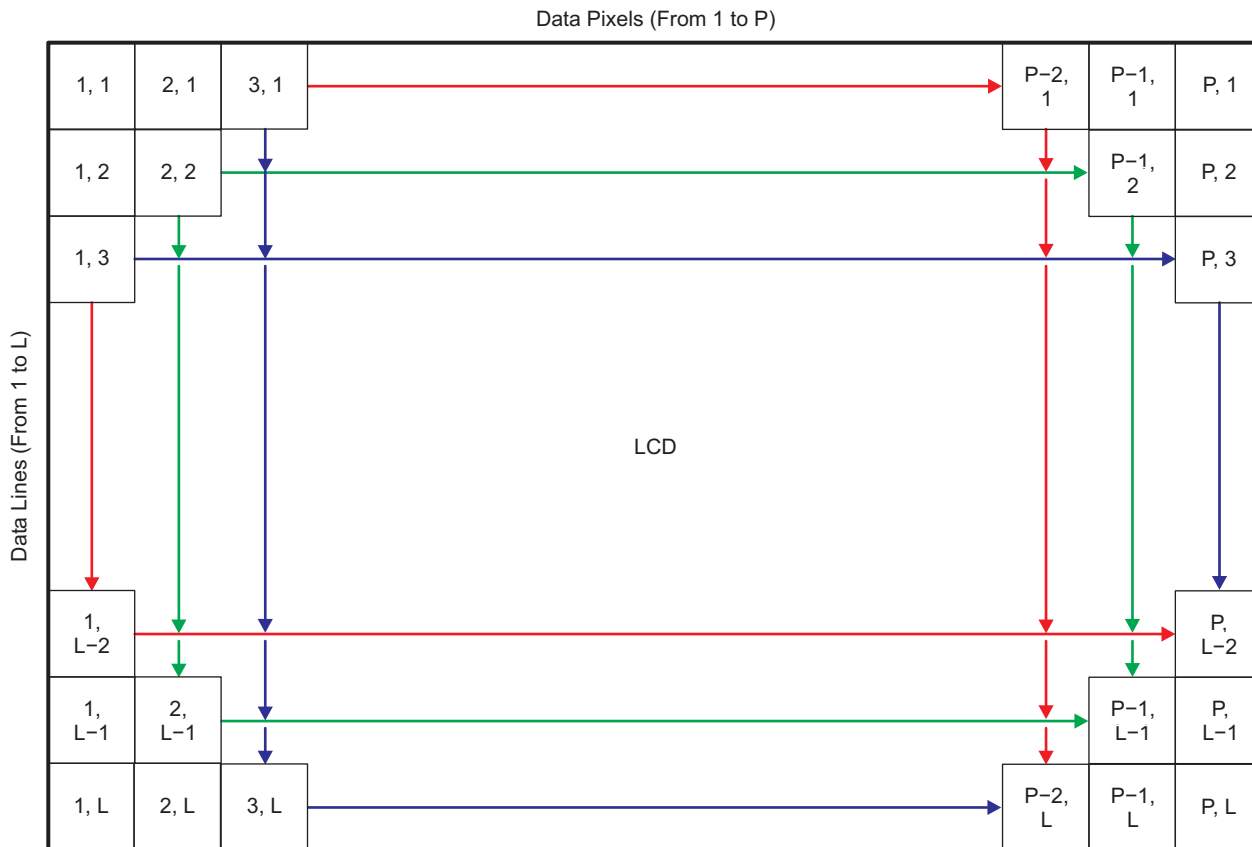 Data Pixels (From 1 to P)
1, 1
2, 1
3, 1
P−2,
1
P−1,
1
P, 1
1, 2
2, 2
P−1,
2
P, 2
1, 3
P, 3
Data Lines (From 1 to L)
LCD
1,
L−2
P,
L−2
1,
L−1
2,
L−1
P−1,
L−1
P,
L−1
1, L
2, L
3, L
P−2,
L
P−1,
L
P, L